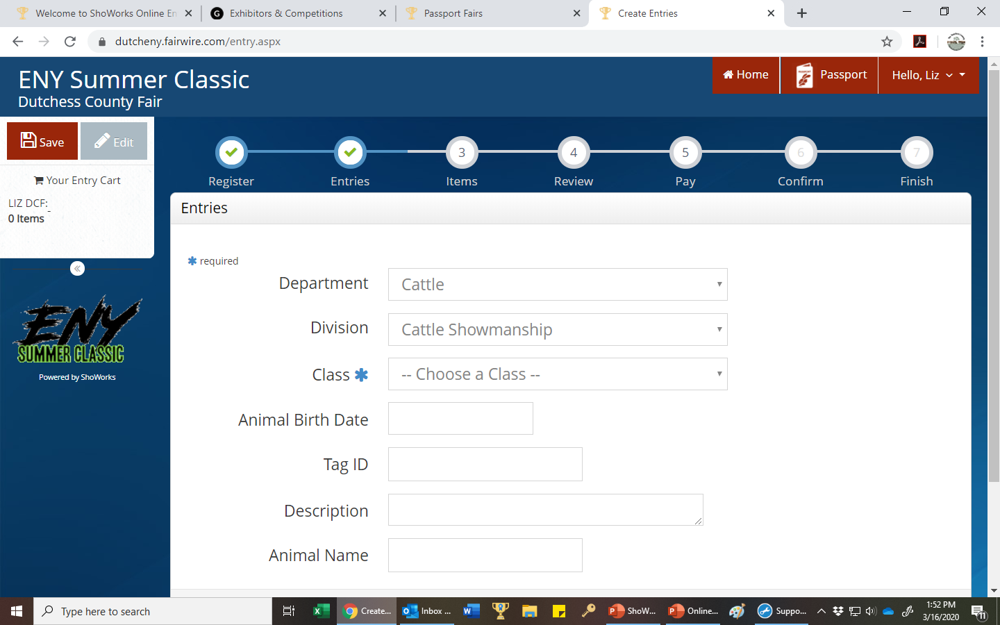 Welcome to ShoWorks Online En
Exhibitors & Competitions
Passport Fairs
Create Entries
dutcheny.fairwire.com/entry.aspx
ENY Summer Classic
Dutchess County Fair
Home
Passport
Hello, Liz
Save
Edit
Your Entry Cart
LIZ DCF:
-
0 Items
3
4
5
6
7
Register
Entries
Items
Review
Pay
Confirm
Finish
Entries
✱ required
Department
Cattle
Division
Cattle Showmanship
Class ✱
-- Choose a Class --
Animal Birth Date
Tag ID
Description
Animal Name
ENY
SUMMER CLASSIC
Powered by ShoWorks
Type here to search
Create...
Inbox ...
ShoW...
Online...
Suppo...
1:52 PM
3/16/2020
11